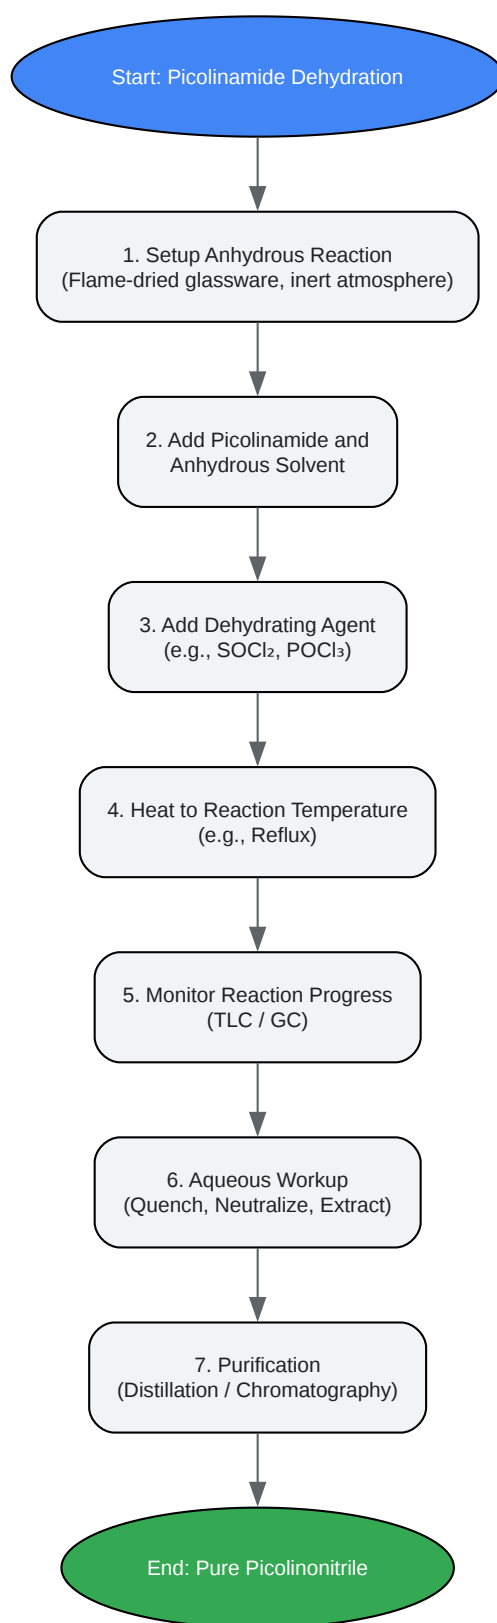 Start: Picolinamide Dehydration
1. Setup Anhydrous Reaction
(Flame-dried glassware, inert atmosphere)
2. Add Picolinamide and
Anhydrous Solvent
3. Add Dehydrating Agent
(e.g., SOCl₂, POCl₃)
4. Heat to Reaction Temperature
(e.g., Reflux)
5. Monitor Reaction Progress
(TLC / GC)
6. Aqueous Workup
(Quench, Neutralize, Extract)
7. Purification
(Distillation / Chromatography)
End: Pure Picolinonitrile